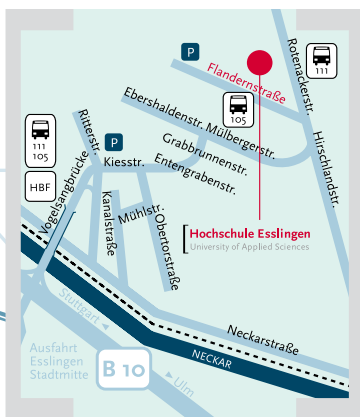 P
Flandernstraße
Rotenackerstr.
111
Ebershaldenstr.
105
Mülbergerstr.
Hirschlandstr.
111
105
Ritterstr.
P
Kiesstr.
Grabbrunnenstr.
Entengrabenstr.
HBF
Vogelsangbrücke
Kanalstraße
Mühlstr.
Obertorstraße
Hochschule Esslingen
University of Applied Sciences
Stuttgart
Neckarstraße
NECKAR
Ausfahrt
Esslingen
Stadtmitte
B 10
Ulm